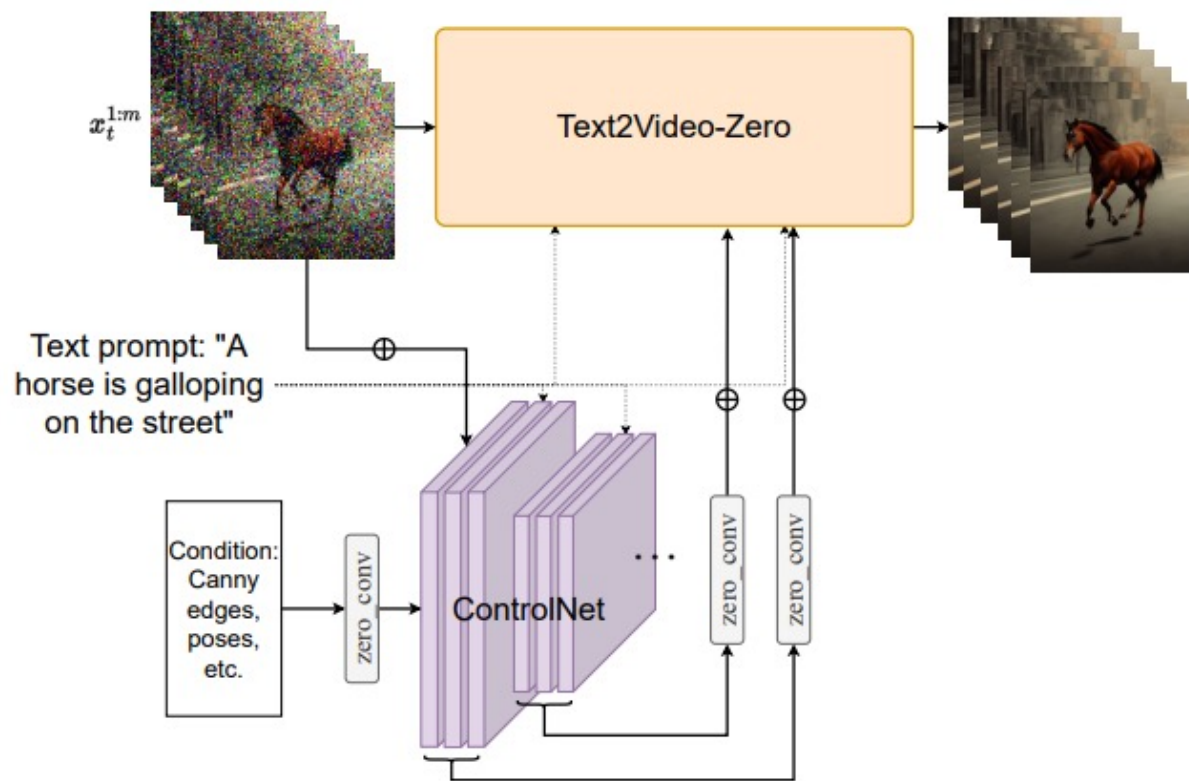 x_t^{1:m}
Text2Video-Zero
Text prompt: "A
horse is galloping
on the street"
Condition:
Canny
edges,
poses,
etc.
zero_conv
ControlNet
zero_conv
zero_conv